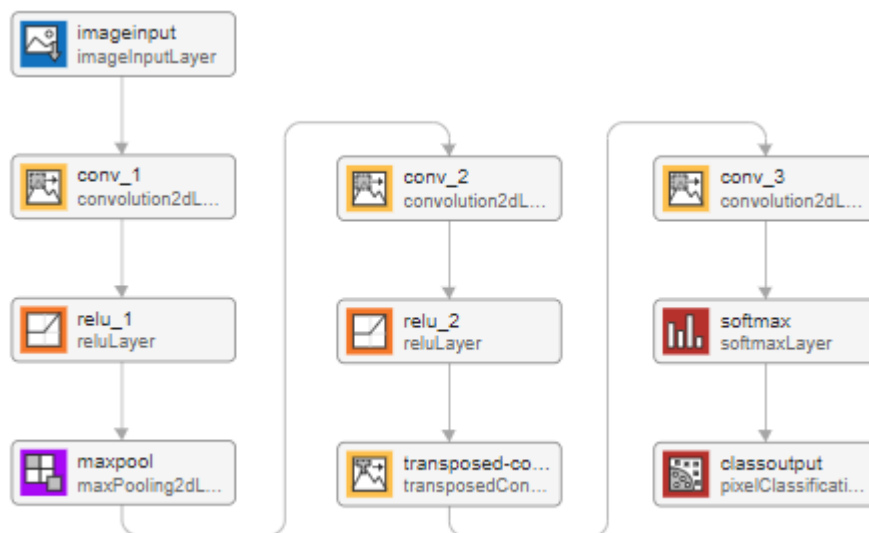 imageinput
imageInputLayer
conv_1
convolution2dL...
relu_1
reluLayer
maxpool
maxPooling2dL...
conv_2
convolution2dL...
relu_2
reluLayer
transposed-co...
transposedCon...
conv_3
convolution2dL...
softmax
softmaxLayer
classoutput
pixelClassificati...